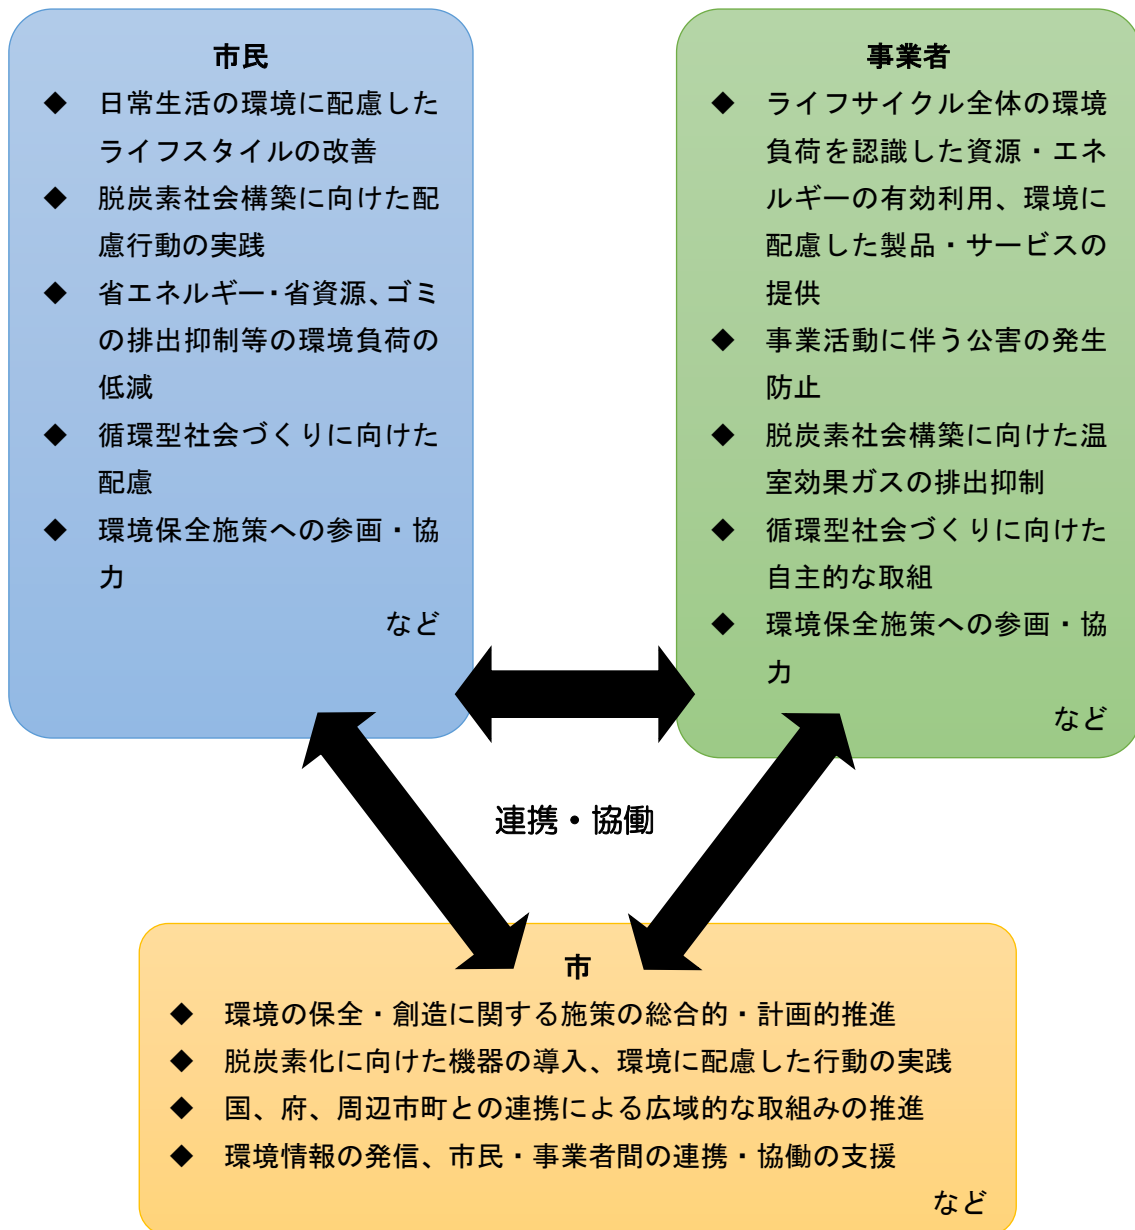 市民
◆ 日常生活の環境に配慮した
ライフスタイルの改善
◆ 脱炭素社会構築に向けた配
慮行動の実践
◆ 省エネルギー・省資源、ゴミ
の排出抑制等の環境負荷の
低減
◆ 循環型社会づくりに向けた
配慮
◆ 環境保全施策への参画・協
力
など
事業者
◆ ライフサイクル全体の環境
負荷を認識した資源・エネ
ルギーの有効利用、環境に
配慮した製品・サービスの
提供
◆ 事業活動に伴う公害の発生
防止
◆ 脱炭素社会構築に向けた温
室効果ガスの排出抑制
◆ 循環型社会づくりに向けた
自主的な取組
◆ 環境保全施策への参画・協
力
など
連携・協働
市
◆ 環境の保全・創造に関する施策の総合的・計画的推進
◆ 脱炭素化に向けた機器の導入、環境に配慮した行動の実践
◆ 国、府、周辺市町との連携による広域的な取組みの推進
◆ 環境情報の発信、市民・事業者間の連携・協働の支援
など